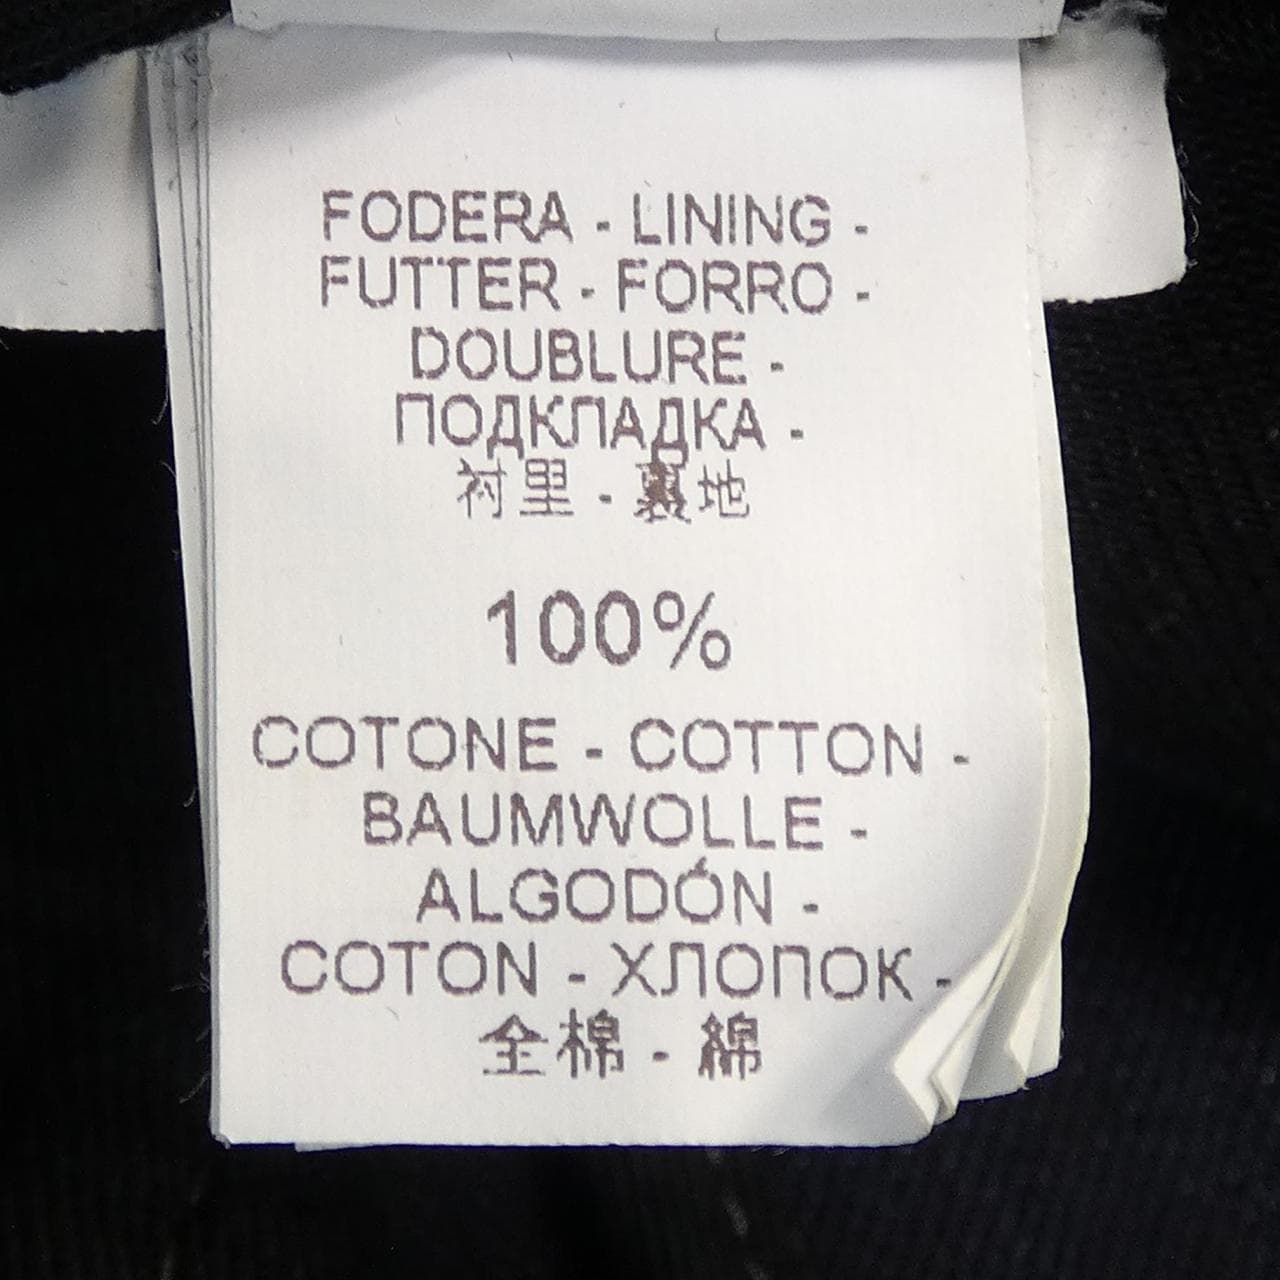 FODERA - LINING -
FUTTER - FORRO -
DOUBLURE -
ПОДКЛАДКА -
衬里 - 裏地
100%
COTONE - COTTON -
BAUMWOLLE -
ALGODÓN -
COTON - ХЛОПОК -
全棉 - 綿